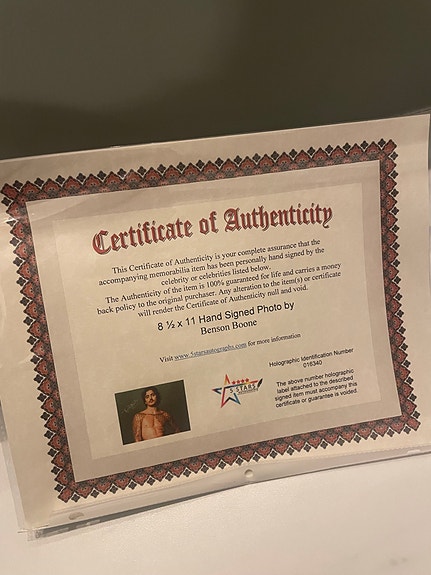 Certificate of Authenticity
This Certificate of Authenticity is your complete assurance that the
accompanying memorabilia item has been personally hand signed by the
celebrity or celebrities listed below.
The Authenticity of the item is 100% guaranteed for life and carries a money
back policy to the original purchaser. Any alteration to the item(s) or certificate
will render the Certificate of Authenticity null and void.
8 ½ x 11 Hand Signed Photo by
Benson Boone
Visit www.5starsautographs.com for more information
Holographic Identification Number
016340
5 STARS
The above number holographic
label attached to the described
signed item must accompany this
certificate or guarantee is voided.